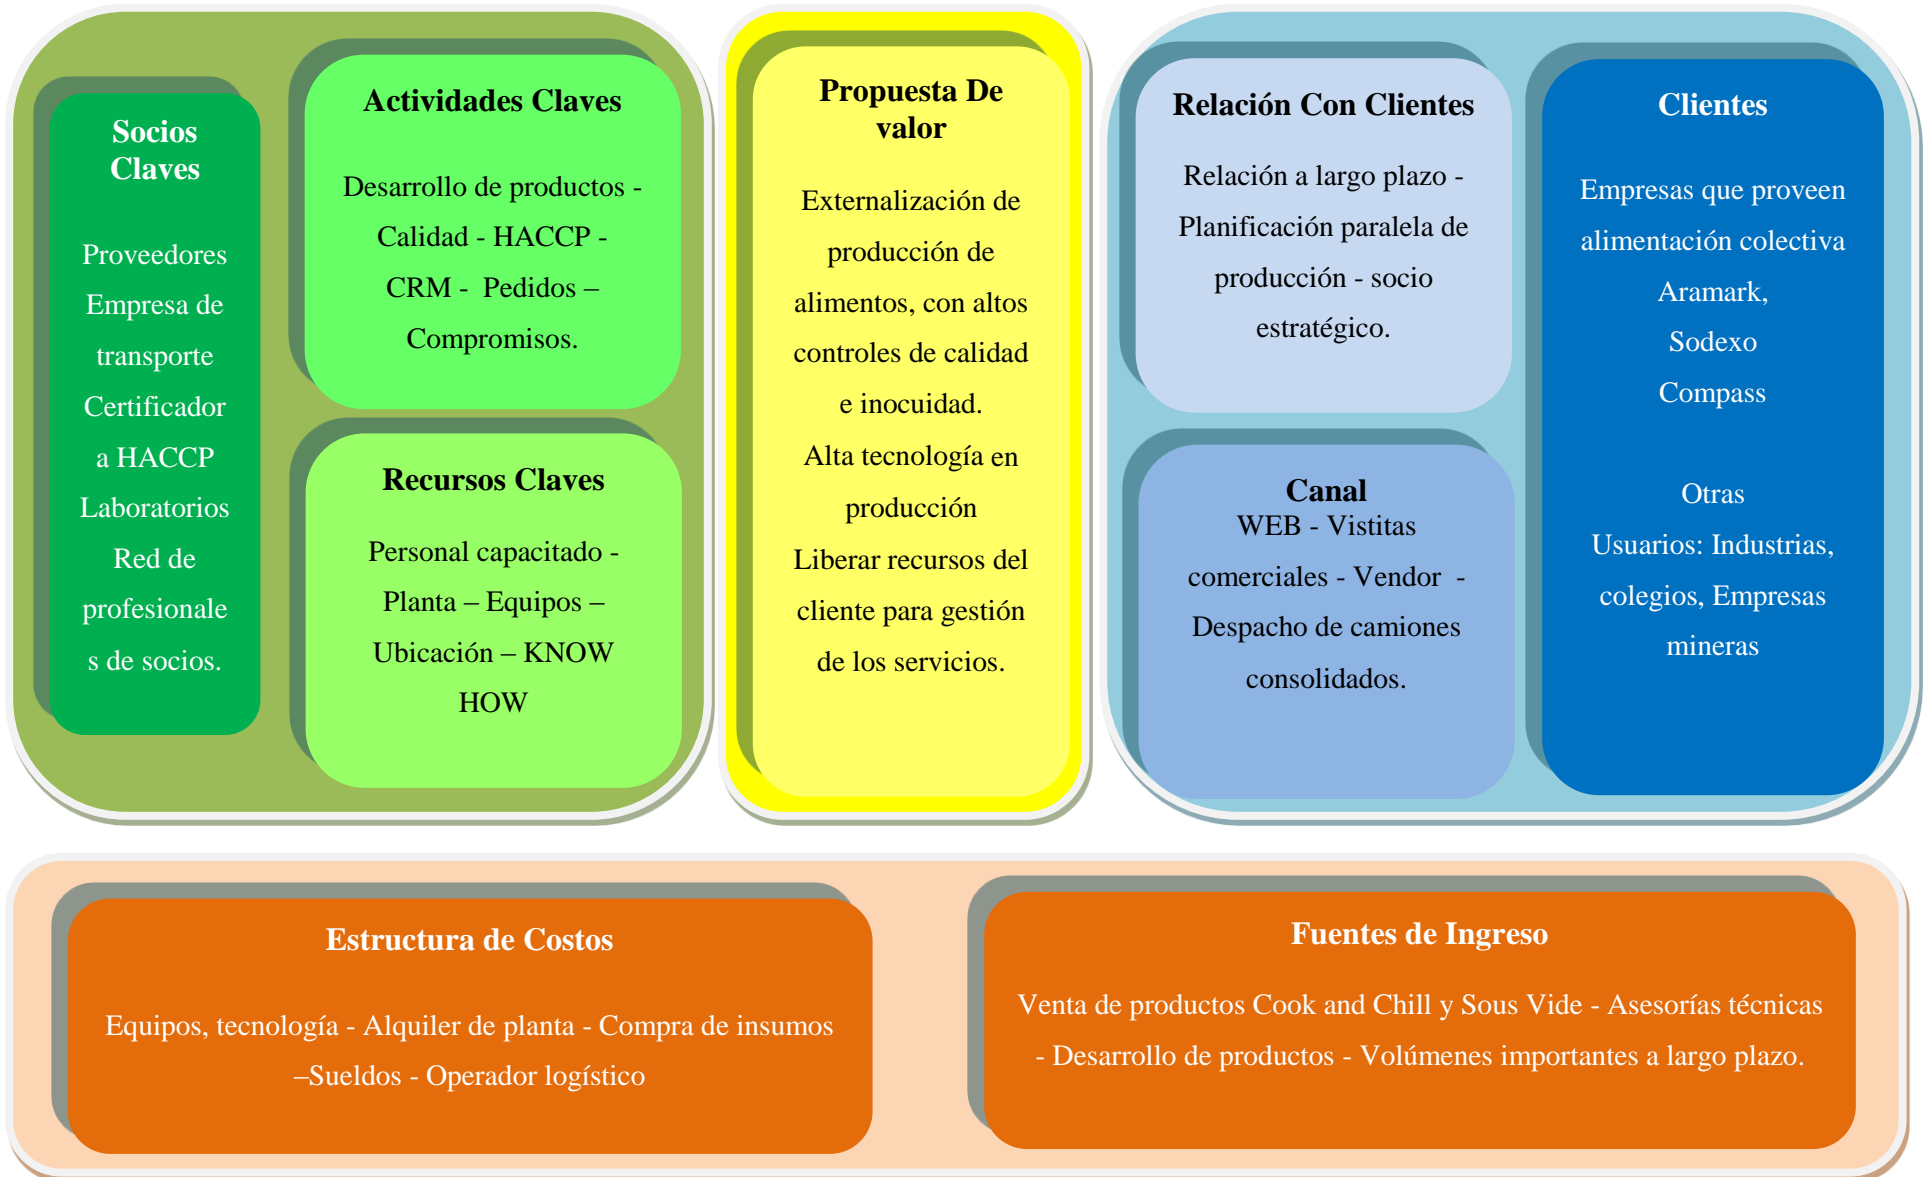 Socios
Claves
Proveedores
Empresa de
transporte
Certificador
a HACCP
Laboratorios
Red de
profesionale
s de socios.
Actividades Claves
Desarrollo de productos -
Calidad - HACCP -
CRM - Pedidos –
Compromisos.
Recursos Claves
Personal capacitado -
Planta – Equipos –
Ubicación – KNOW
HOW
Propuesta De
valor
Externalización de
producción de
alimentos, con altos
controles de calidad
e inocuidad.
Alta tecnología en
producción
Liberar recursos del
cliente para gestión
de los servicios.
Relación Con Clientes
Relación a largo plazo -
Planificación paralela de
producción - socio
estratégico.
Canal
WEB - Vistitas
comerciales - Vendor -
Despacho de camiones
consolidados.
Clientes
Empresas que proveen
alimentación colectiva
Aramark,
Sodexo
Compass
Otras
Usuarios: Industrias,
colegios, Empresas
mineras
Estructura de Costos
Equipos, tecnología - Alquiler de planta - Compra de insumos
–Sueldos - Operador logístico
Fuentes de Ingreso
Venta de productos Cook and Chill y Sous Vide - Asesorías técnicas
- Desarrollo de productos - Volúmenes importantes a largo plazo.